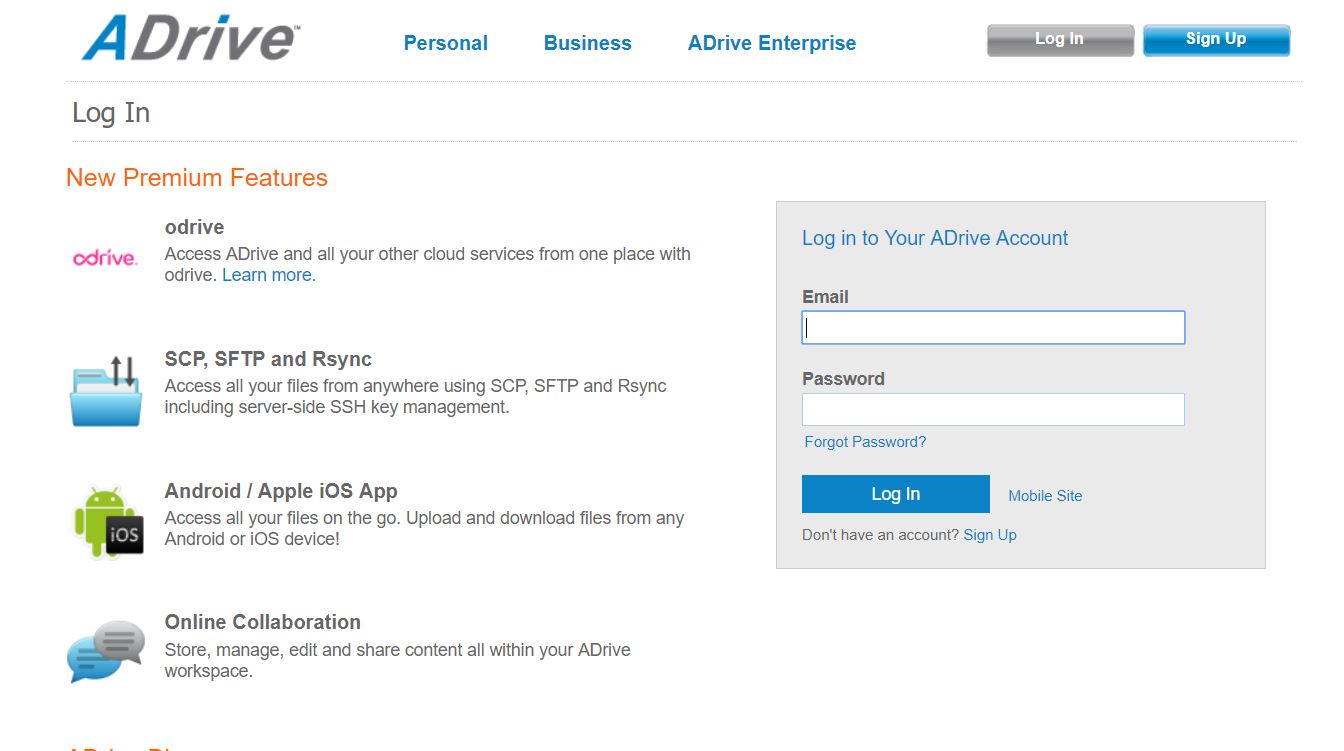 ADrive™
Personal
Business
ADrive Enterprise
Log In
Sign Up
Log In
New Premium Features
odrive.
odrive
Access ADrive and all your other cloud services from one place with
odrive. Learn more.
SCP, SFTP and Rsync
Access all your files from anywhere using SCP, SFTP and Rsync
including server-side SSH key management.
iOS
Android / Apple iOS App
Access all your files on the go. Upload and download files from any
Android or iOS device!
Online Collaboration
Store, manage, edit and share content all within your ADrive
workspace.
Log in to Your ADrive Account
Email
Password
Forgot Password?
Log In
Mobile Site
Don't have an account? Sign Up